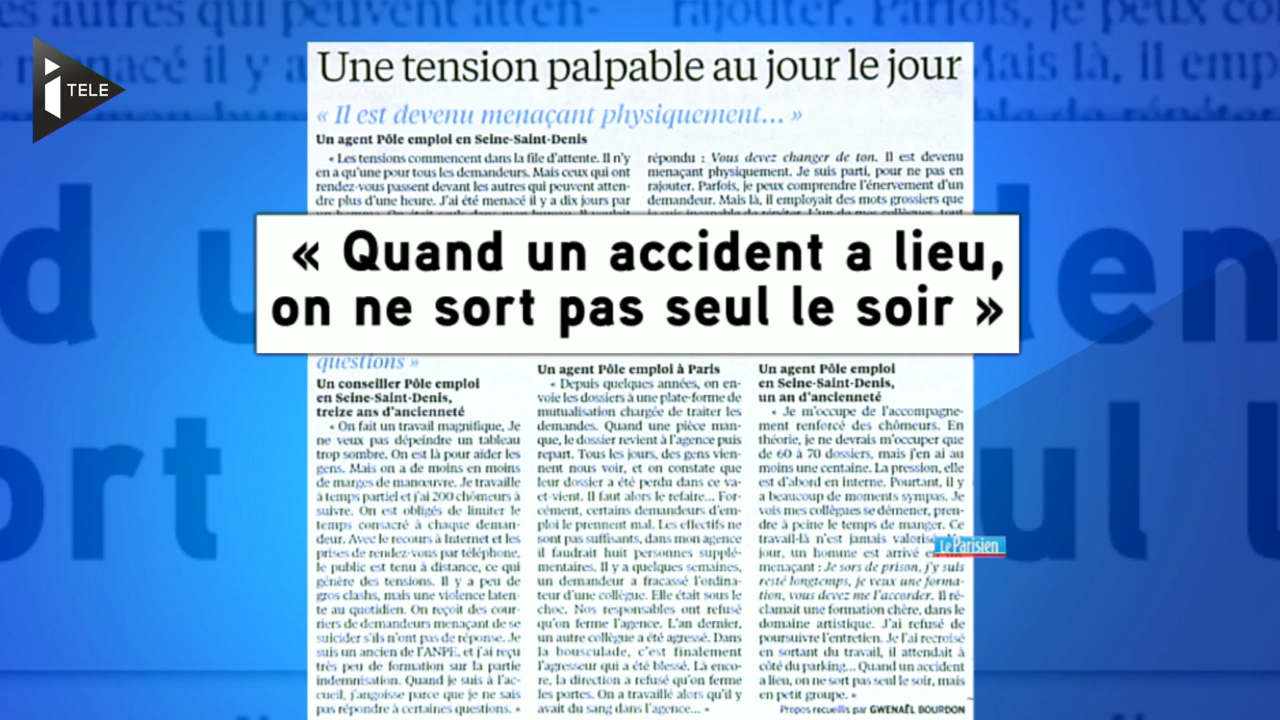 i TELE
Une tension palpable au jour le jour
« Il est devenu menaçant physiquement... »
Un agent Pôle emploi en Seine-Saint-Denis
« Les tensions commencent dans la file d'attente. Il n'y
en a qu'une pour tous les demandeurs. Mais ceux qui ont
rendez-vous passent devant les autres qui peuvent atten-
dre plus d'une heure. J'ai été menacé il y a dix jours par
répondu : Vous devez changer de ton. Il est devenu
menaçant physiquement. Je suis parti, pour ne pas en
rajouter. Parfois, je peux comprendre l'énervement d'un
demandeur. Mais là, il employait des mots grossiers que
« Quand un accident a lieu,
on ne sort pas seul le soir »
questions »
Un conseiller Pôle emploi
en Seine-Saint-Denis,
treize ans d'ancienneté
« On fait un travail magnifique. Je
ne veux pas dépeindre un tableau
trop sombre. On est là pour aider les
gens. Mais on a de moins en moins
de marges de manœuvre. Je travaille
à temps partiel et j'ai 200 chômeurs à
suivre. On est obligés de limiter le
temps consacré à chaque deman-
deur. Avec le recours à Internet et les
prises de rendez-vous par téléphone,
le public est tenu à distance, ce qui
génère des tensions. Il y a peu de
gros clashs, mais une violence laten-
te au quotidien. On reçoit des cour-
riers de demandeurs menaçant de se
suicider s'ils n'ont pas de réponse. Je
suis un ancien de l'ANPE, et j'ai reçu
très peu de formation sur la partie
indemnisation. Quand je suis à l'ac-
cueil, j'angoisse parce que je ne sais
pas répondre à certaines questions. »
Un agent Pôle emploi à Paris
« Depuis quelques années, on en-
voie les dossiers à une plate-forme de
mutualisation chargée de traiter les
demandes. Quand une pièce man-
que, le dossier revient à l'agence puis
repart. Tous les jours, des gens vien-
nent nous voir, et on constate que
leur dossier a été perdu dans ce va-
et-vient. Il faut alors le refaire... For-
cément, certains demandeurs d'em-
ploi le prennent mal. Les effectifs ne
sont pas suffisants, dans mon agence
il faudrait huit personnes supplé-
mentaires. Il y a quelques semaines,
un demandeur a fracassé l'ordina-
teur d'une collègue. Elle était sous le
choc. Nos responsables ont refusé
qu'on ferme l'agence. L'an dernier,
un autre collègue a été agressé. Dans
la bousculade, c'est finalement
l'agresseur qui a été blessé. Là enco-
re, la direction a refusé qu'on ferme
les portes. On a travaillé alors qu'il y
avait du sang dans l'agence... »
Un agent Pôle emploi
en Seine-Saint-Denis,
un an d'ancienneté
« Je m'occupe de l'accompagne-
ment renforcé des chômeurs. En
théorie, je ne devrais m'occuper que
de 60 à 70 dossiers, mais j'en ai au
moins une centaine. La pression, elle
est d'abord en interne. Pourtant, il y
a beaucoup de moments sympas. Je
vois mes collègues se démener, pren-
dre à peine le temps de manger. Ce
travail-là n'est jamais valorisé
jour, un homme est arrivé
menaçant : Je sors de prison, j'y suis
resté longtemps, je veux une forma-
tion, vous devez me l'accorder. Il ré-
clamait une formation chère, dans le
domaine artistique. J'ai refusé de
poursuivre l'entretien. Je l'ai recroisé
en sortant du travail, il attendait à
côté du parking... Quand un accident
a lieu, on ne sort pas seul le soir, mais
en petit groupe. »
Propos recueillis par GWENAËL BOURDON
Le Parisien